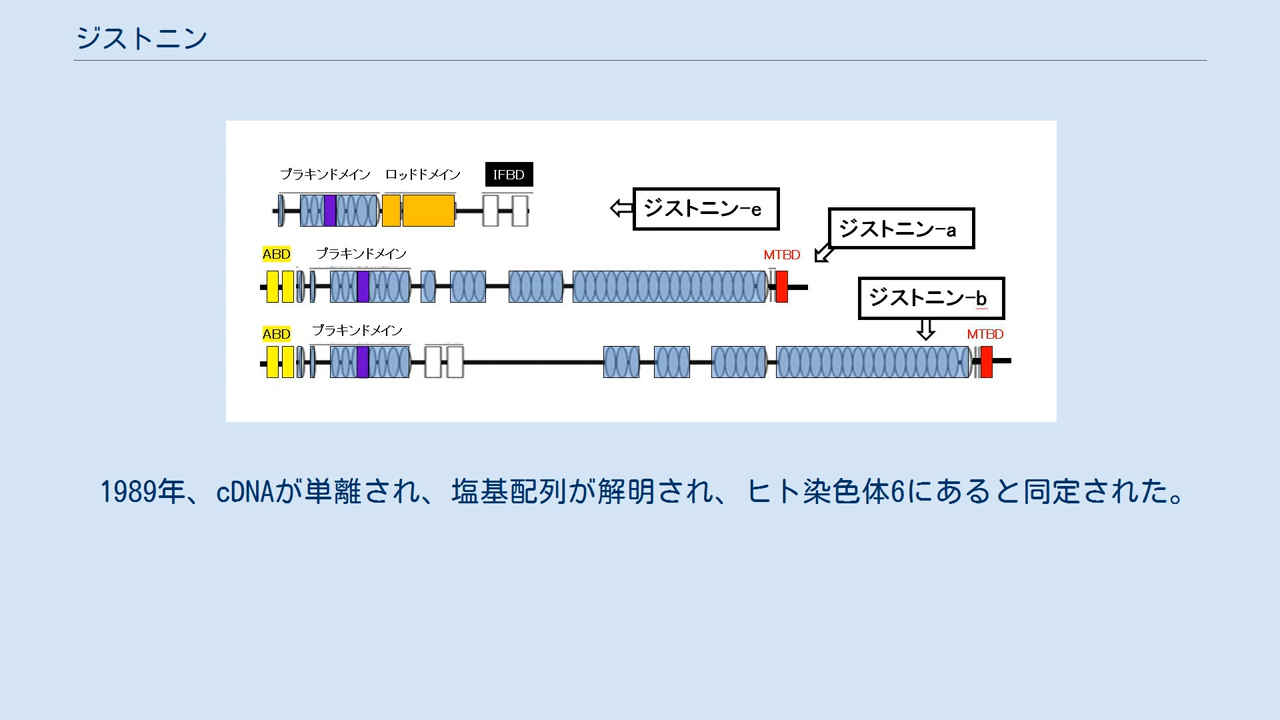 ジストニン
プラキンドメイン ロッドドメイン IFBD
ジストニン-e
ジストニン-a
ABD プラキンドメイン MTBD
ジストニン-b
ABD プラキンドメイン MTBD
1989年、cDNAが単離され、塩基配列が解明され、ヒト染色体6にあると同定された。